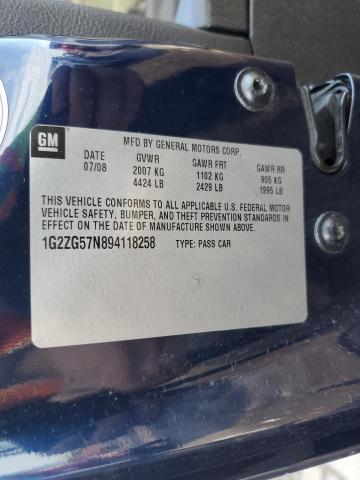 GM
MFD BY GENERAL MOTORS CORP.
DATE GVWR GAWR FRT GAWR RR
07/08 2007 KG 1102 KG 905 KG
4424 LB 2429 LB 1995 LB
THIS VEHICLE CONFORMS TO ALL APPLICABLE U.S. FEDERAL MOTOR
VEHICLE SAFETY, BUMPER, AND THEFT PREVENTION STANDARDS IN
EFFECT ON THE DATE OF MANUFACTURE SHOWN ABOVE.
1G2ZG57N894118258 TYPE: PASS CAR